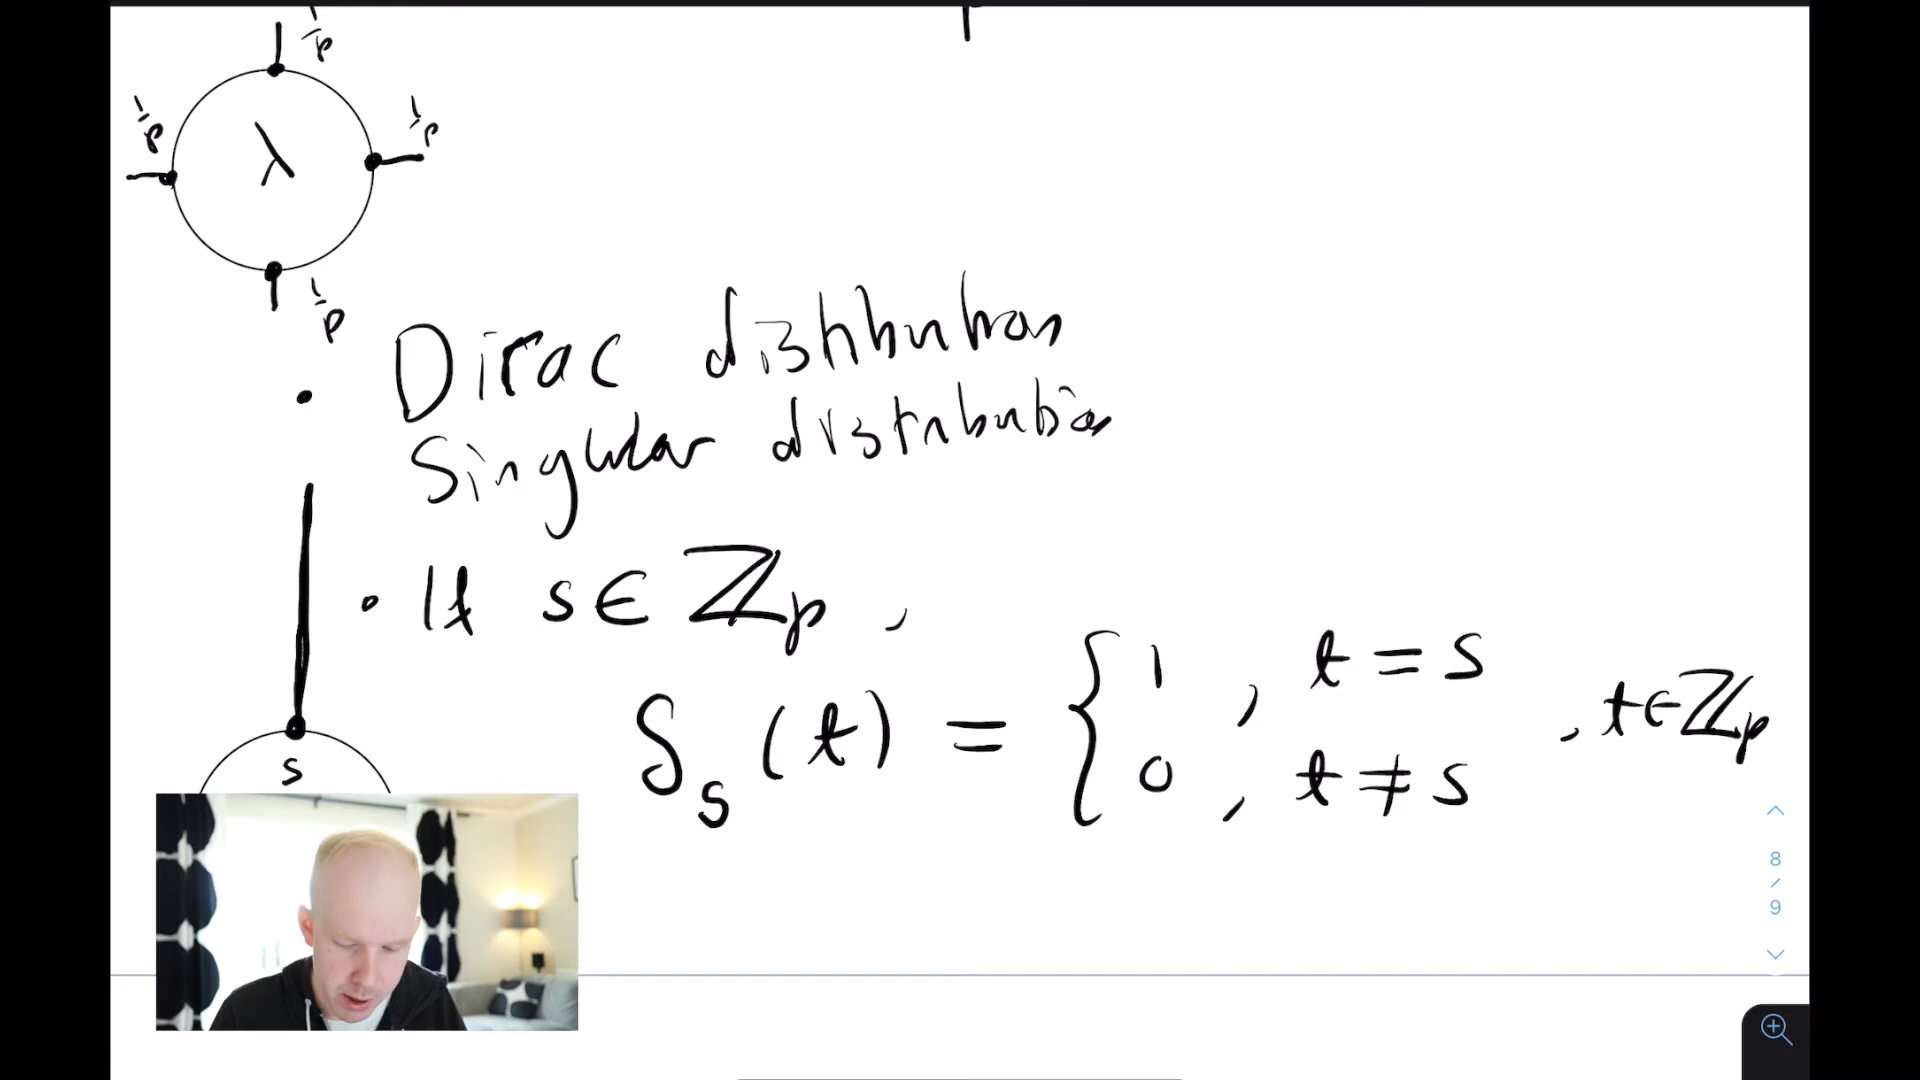 1/p
1/p
1/p
λ
1/p
Dirac distribution
Singular distribution
• If s ∈ ℤp ,
δs (t) = { 1 , t = s
0 , t ≠ s
, t ∈ ℤp
s
8
/
9